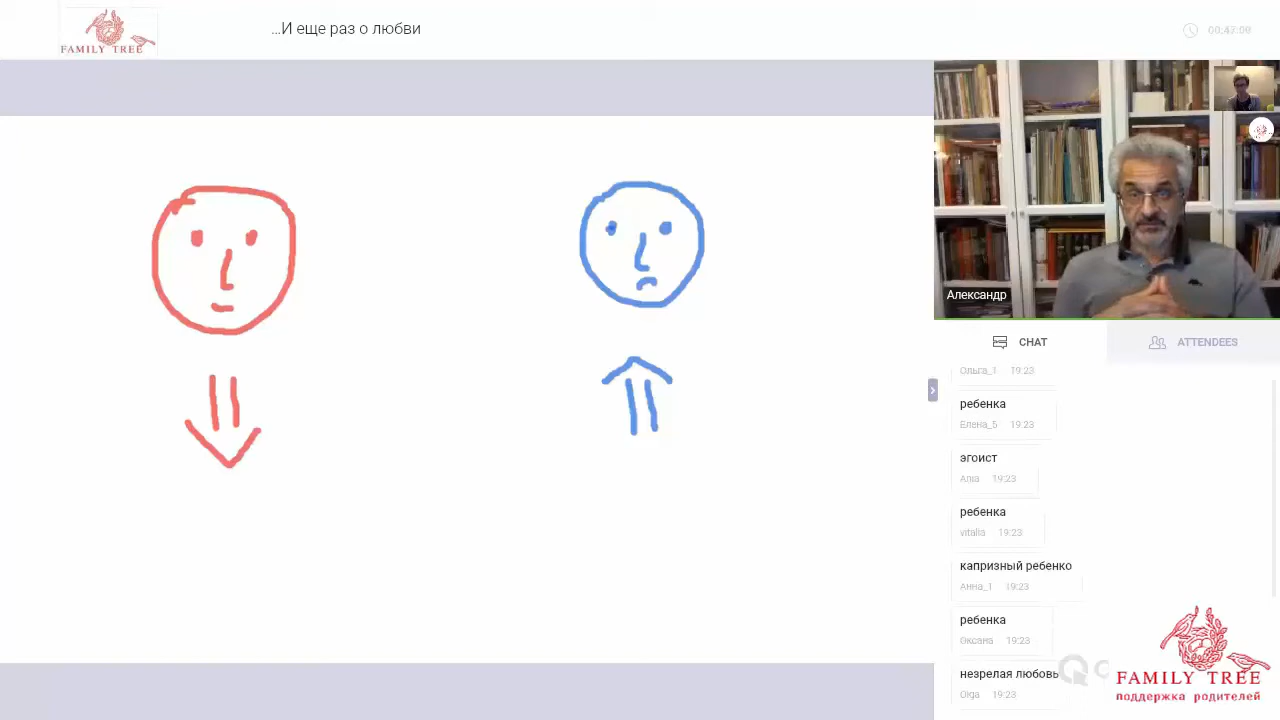 FAMILY TREE
...И еще раз о любви
00:47:09
Александр
CHAT
ATTENDEES
Ольга_1 19:23
ребенка
Елена_5 19:23
эгоист
Алла 19:23
ребенка
vitalia 19:23
капризный ребенко
Анна_1 19:23
ребенка
Оксана 19:23
незрелая любовь
Olga 19:23
FAMILY TREE
поддержка родителей